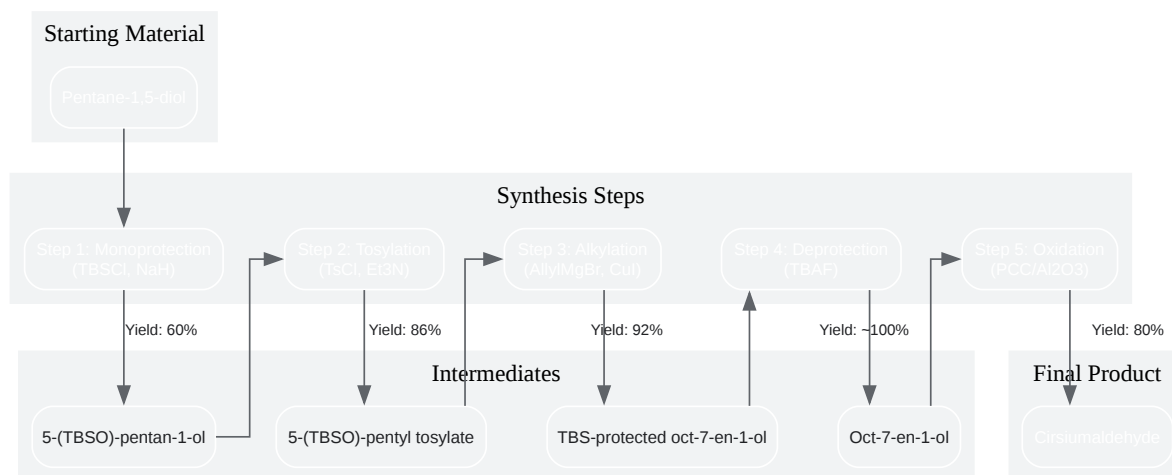 Starting Material
Pentane-1.5-diol
Synthesis Steps
Step 1: Monoprotection
(TBSCl, NaH)
Step 2: Tosylation
(TsCl, Et3N)
Step 3: Alkylation
(AllylMgBr, CuI)
Step 4: Deprotection
(TBAF)
Step 5: Oxidation
(PCC/Al2O3)
Yield: 60%
Yield: 86%
Yield: 92%
Yield: ~100%
Yield: 80%
Intermediates
Final Product
5-(TBSO)-pentan-1-ol
5-(TBSO)-pentyl tosylate
TBS-protected oct-7-en-1-ol
Oct-7-en-1-ol
Cirsiumaldehyde